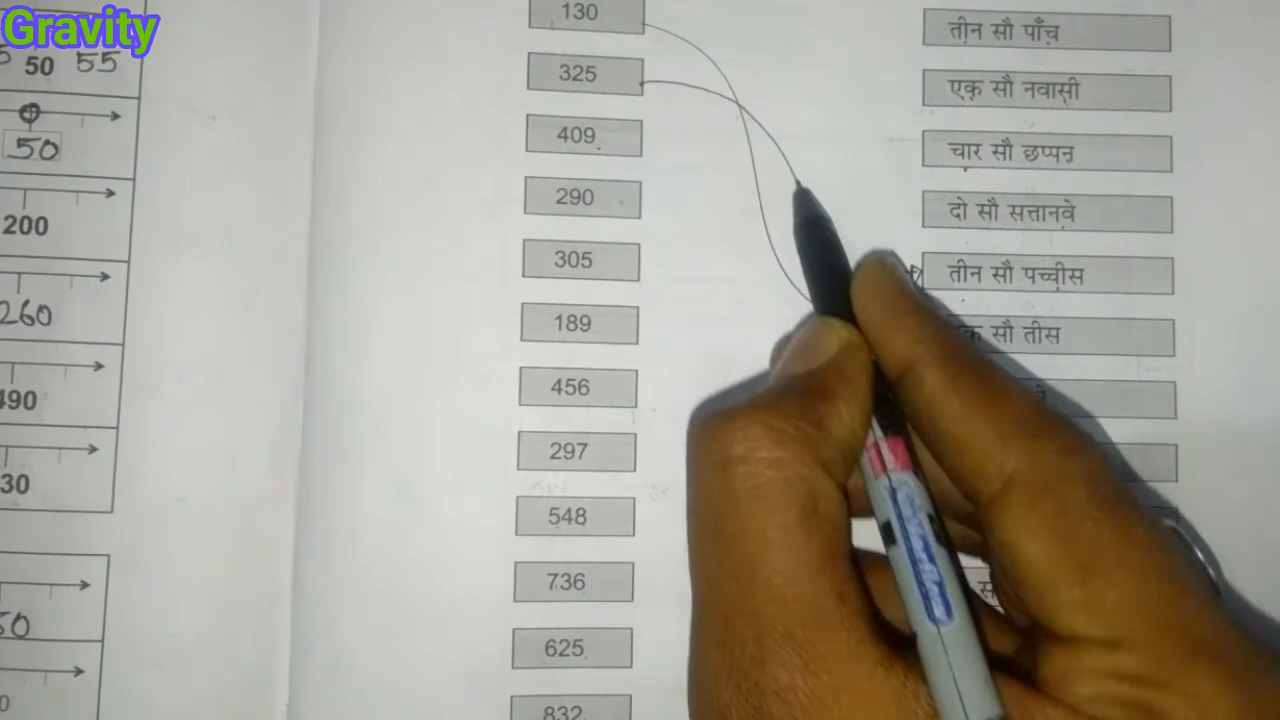 Gravity
50 55
50
200
260
490
30
130
325
409
290
305
189
456
297
548
736
625
832
तीन सौ पाँच
एक सौ नवासी
चार सौ छप्पन
दो सौ सत्तानवे
तीन सौ पच्चीस
सौ तीस